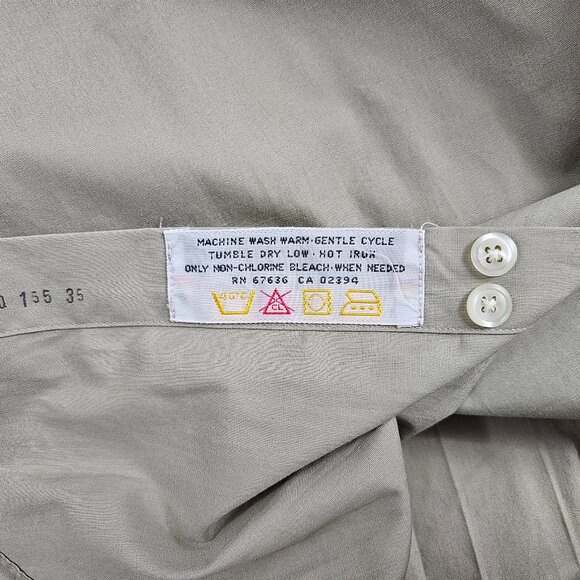 MACHINE WASH WARM·GENTLE CYCLE
TUMBLE DRY LOW · HOT IRON
ONLY NON-CHLORINE BLEACH·WHEN NEEDED
RN 67636 CA 02394
CL
155 35